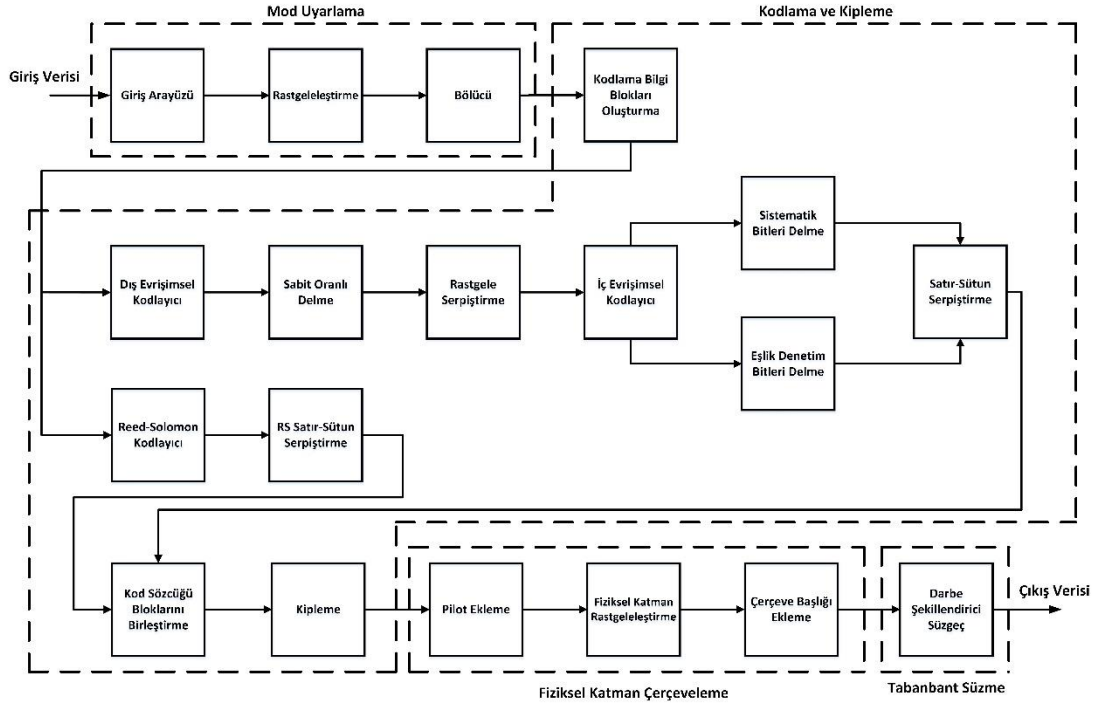 Mod Uyarlama
Kodlama ve Kipleme
Giriş Verisi
Giriş Arayüzü
Rastgeleleştirme
Bölücü
Kodlama Bilgi
Blokları
Oluşturma
Dış Evrişimsel
Kodlayıcı
Sabit Oranlı
Delme
Rastgele
Serpiştirme
İç Evrişimsel
Kodlayıcı
Sistematik
Bitleri Delme
Eşlik Denetim
Bitleri Delme
Satır-Sütun
Serpiştirme
Reed-Solomon
Kodlayıcı
RS Satır-Sütun
Serpiştirme
Kod Sözcüğü
Bloklarını
Birleştirme
Kipleme
Pilot Ekleme
Fiziksel Katman
Rastgeleleştirme
Çerçeve Başlığı
Ekleme
Darbe
Şekillendirici
Süzgeç
Çıkış Verisi
Fiziksel Katman Çerçeveleme
Tabanbant Süzme